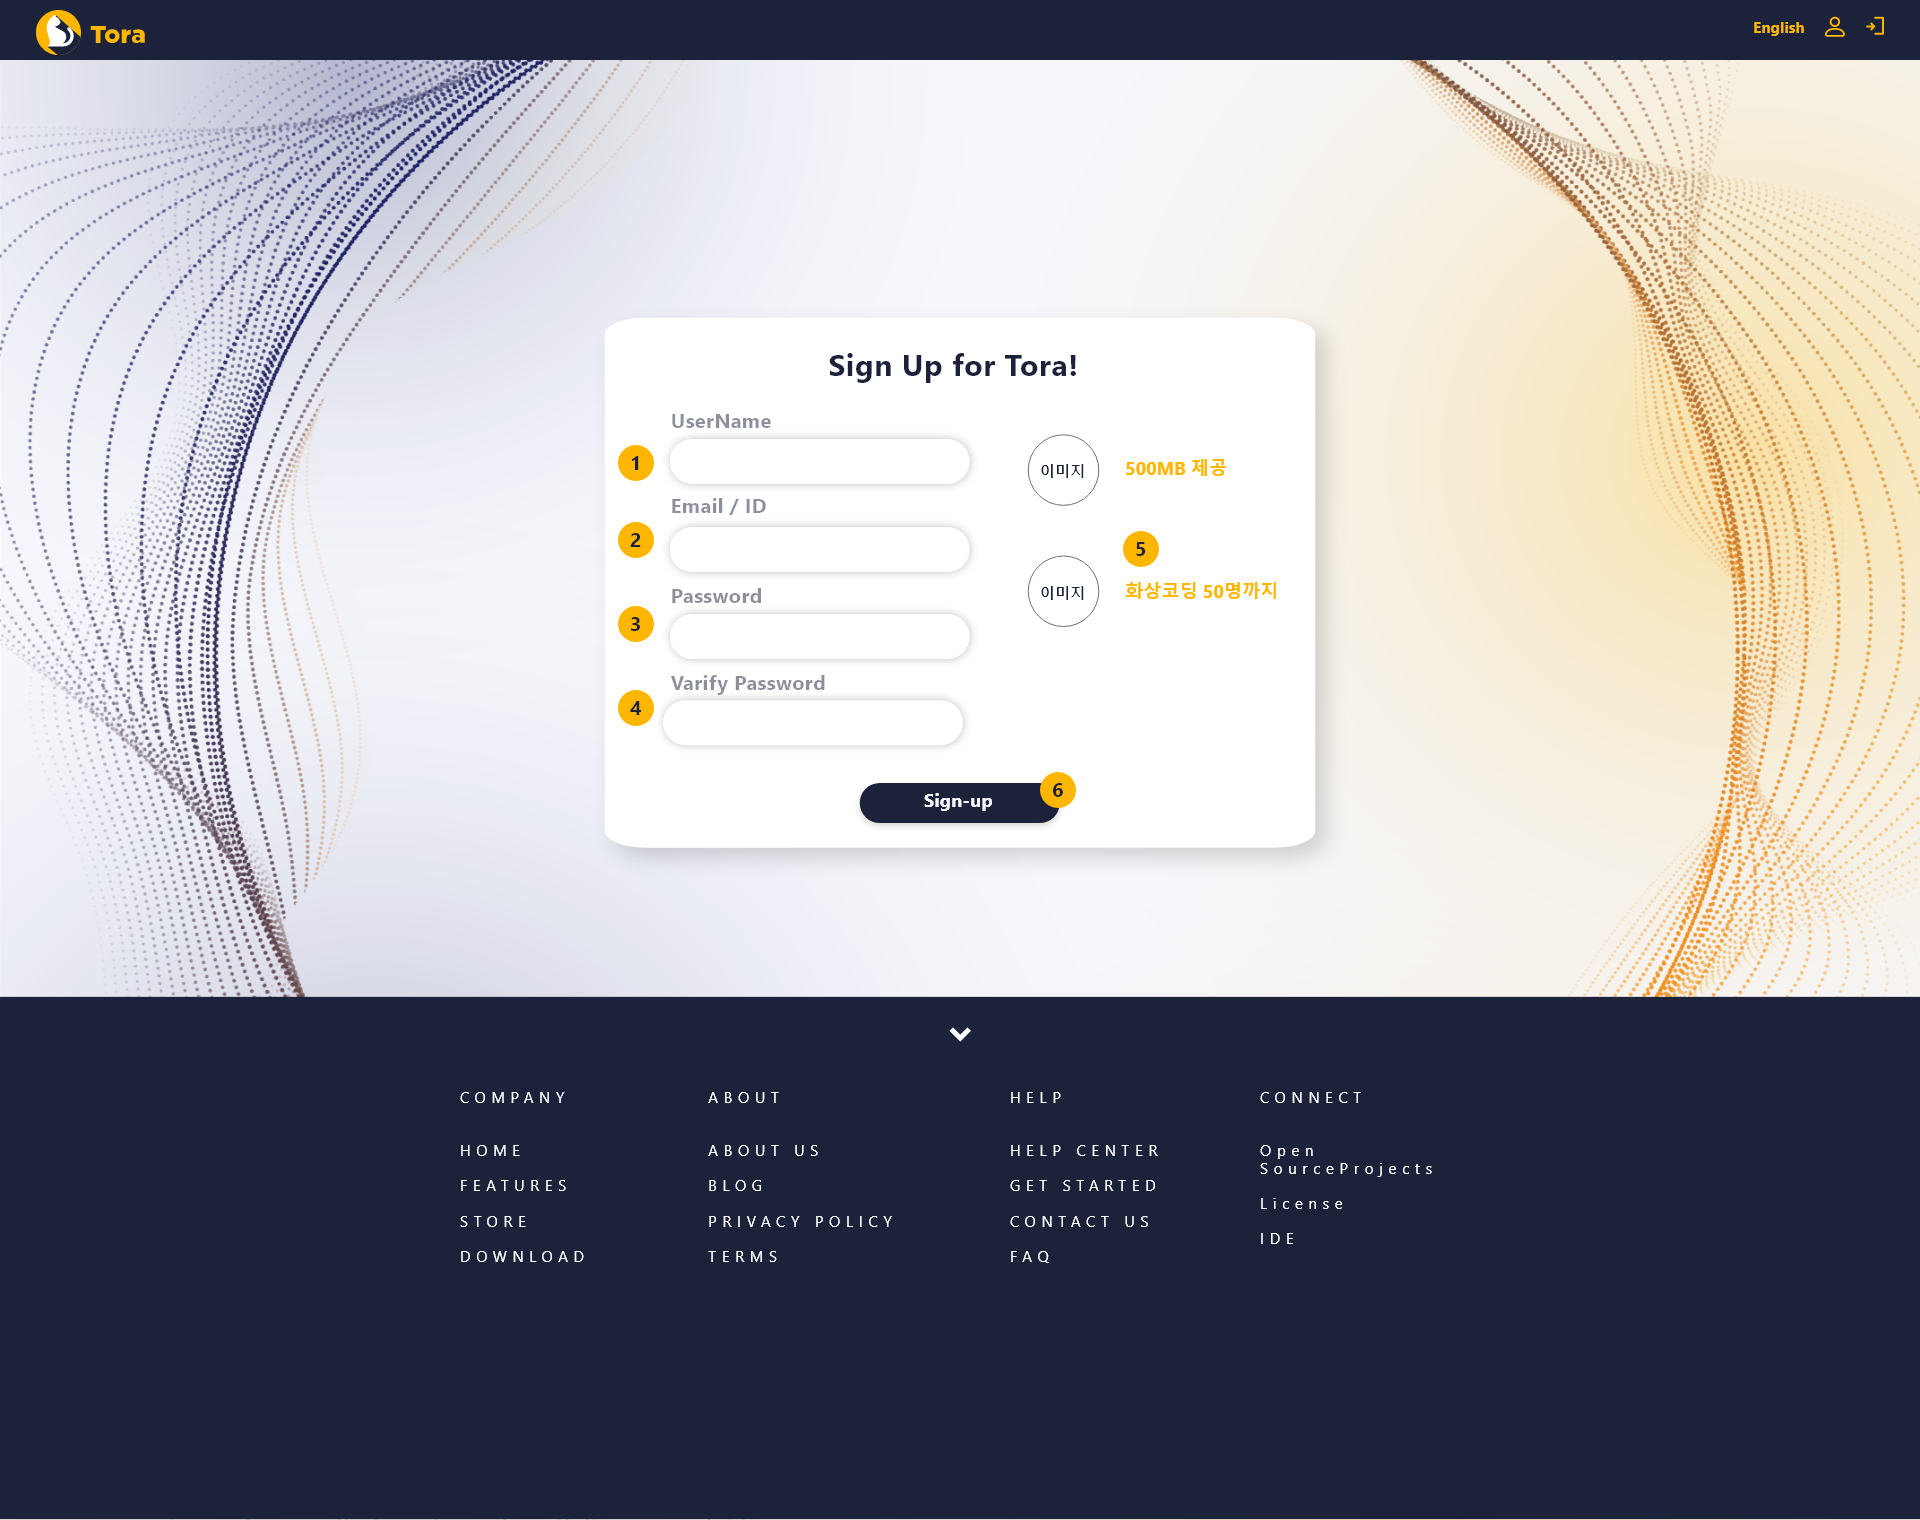 Tora
English
Sign Up for Tora!
UserName
1
Email / ID
2
Password
3
Varify Password
4
이미지
500MB 제공
5
이미지
화상코딩 50명까지
Sign-up
6
COMPANY
HOME
FEATURES
STORE
DOWNLOAD
ABOUT
ABOUT US
BLOG
PRIVACY POLICY
TERMS
HELP
HELP CENTER
GET STARTED
CONTACT US
FAQ
CONNECT
Open
SourceProjects
License
IDE